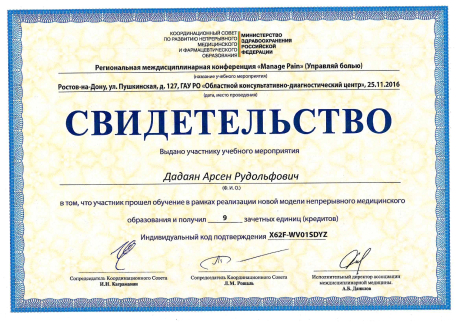 КООРДИНАЦИОННЫЙ СОВЕТ
ПО РАЗВИТИЮ НЕПРЕРЫВНОГО
МЕДИЦИНСКОГО
И ФАРМАЦЕВТИЧЕСКОГО
ОБРАЗОВАНИЯ
МИНИСТЕРСТВО
ЗДРАВООХРАНЕНИЯ
РОССИЙСКОЙ
ФЕДЕРАЦИИ
Региональная междисциплинарная конференция «Manage Pain» (Управляй болью)
(название учебного мероприятия)
Ростов-на-Дону, ул. Пушкинская, д. 127, ГАУ РО «Областной консультативно-диагностический центр», 25.11.2016
(дата, место проведения)
СВИДЕТЕЛЬСТВО
Выдано участнику учебного мероприятия
Дадаян Арсен Рудольфович
(Ф. И. О.)
в том, что участник прошел обучение в рамках реализации новой модели непрерывного медицинского
образования и получил 9 зачетных единиц (кредитов)
Индивидуальный код подтверждения X62F-WV01SDYZ
Сопредседатель Координационного Совета
И.Н. Каграманян
Сопредседатель Координационного Совета
Л.М. Рошаль
Исполнительный директор ассоциации
междисциплинарной медицины
А.Б. Данилов